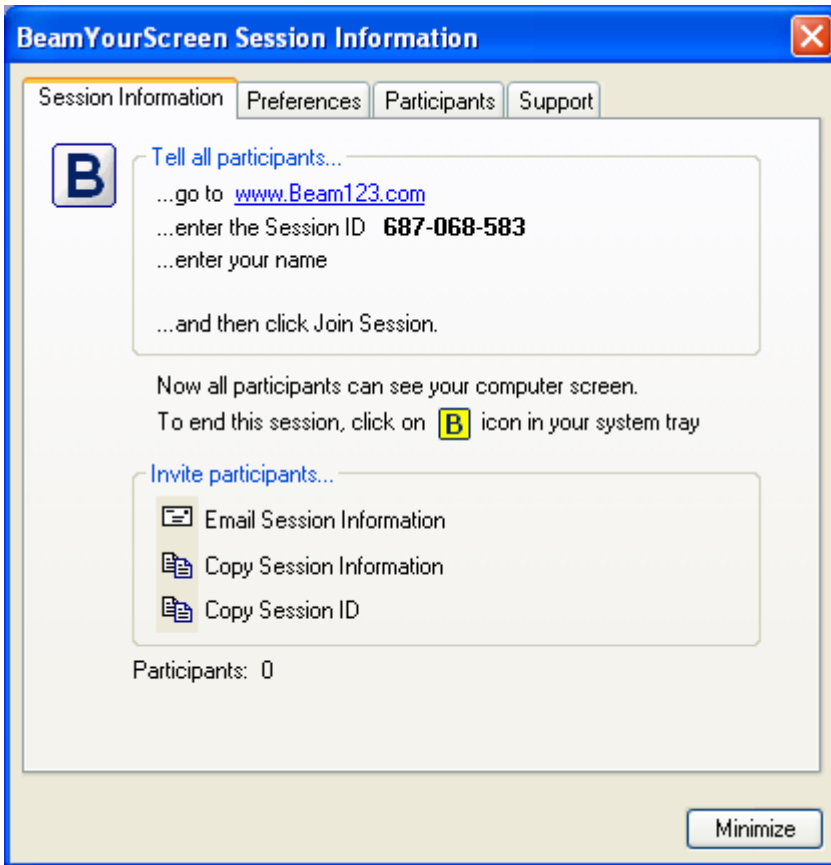 BeamYourScreen Session Information
Session Information Preferences Participants Support
B
Tell all participants...
...go to www.Beam123.com
...enter the Session ID 687-068-583
...enter your name
...and then click Join Session.
Now all participants can see your computer screen.
To end this session, click on B icon in your system tray
Invite participants...
Email Session Information
Copy Session Information
Copy Session ID
Participants: 0
Minimize